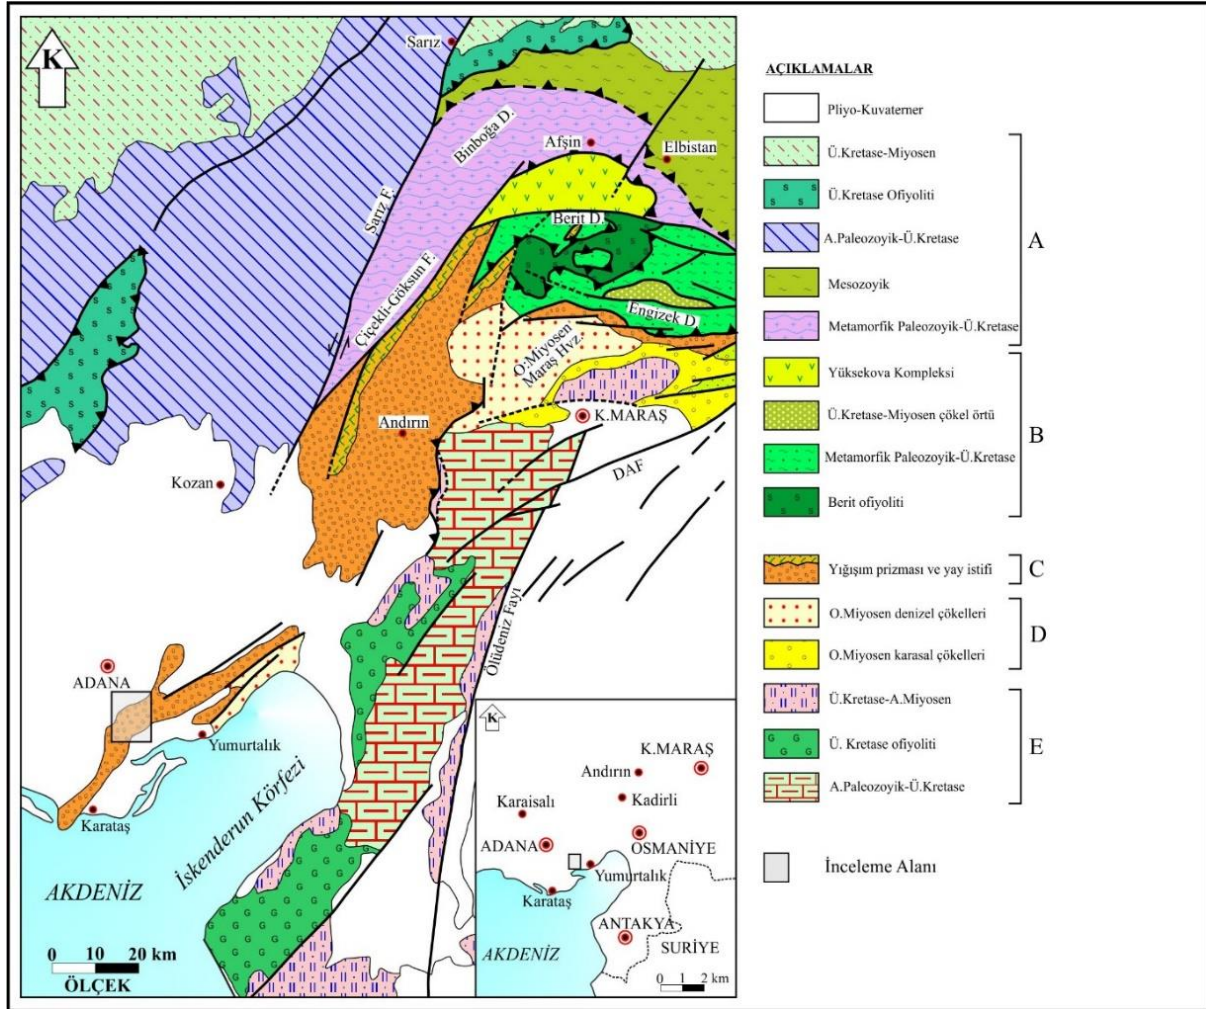 K
Sarız
Binboğa D.
Afşin
Elbistan
Sarız F.
Berit D.
Çiçekli-Göksun F.
Engizek D.
O:Miyosen
Maraş Hvz.
K.MARAŞ
Andırın
DAF
Kozan
Ölüdeniz Fayı
ADANA
Yumurtalık
Karataş
İskenderun Körfezi
AKDENİZ
0 10 20 km
ÖLÇEK
K
K.MARAŞ
Andırın
Kadirli
Karaisalı
ADANA
OSMANİYE
Yumurtalık
Karataş
ANTAKYA
SURİYE
AKDENİZ
0 1 2 km
AÇIKLAMALAR
Pliyo-Kuvaterner
Ü.Kretase-Miyosen
Ü.Kretase Ofiyoliti
A.Paleozoyik-Ü.Kretase
A
Mesozoyik
Metamorfik Paleozoyik-Ü.Kretase
Yüksekova Kompleksi
Ü.Kretase-Miyosen çökel örtü
B
Metamorfik Paleozoyik-Ü.Kretase
Berit ofiyoliti
Yığışım prizması ve yay istifi
C
O.Miyosen denizel çökelleri
D
O.Miyosen karasal çökelleri
Ü.Kretase-A.Miyosen
Ü. Kretase ofiyoliti
E
A.Paleozoyik-Ü.Kretase
İnceleme Alanı